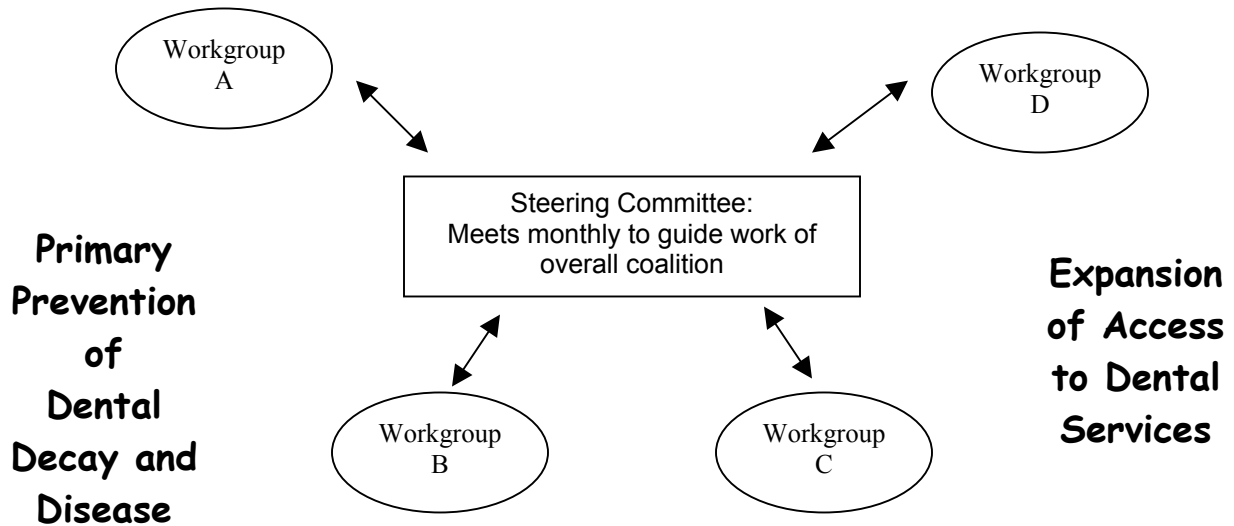 Workgroup
A
Workgroup
D
Steering Committee:
Meets monthly to guide work of
overall coalition
Primary
Prevention
of
Dental
Decay and
Disease
Expansion
of Access
to Dental
Services
Workgroup
B
Workgroup
C